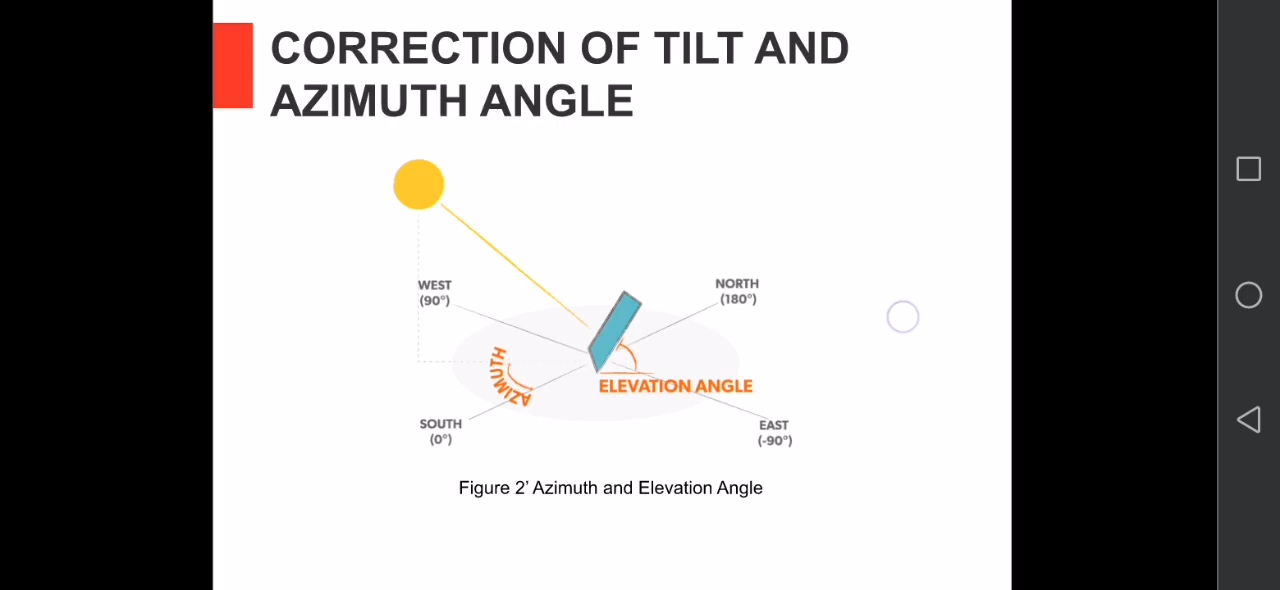 CORRECTION OF TILT AND
AZIMUTH ANGLE
WEST
(90°)
NORTH
(180°)
AZIMUTH
ELEVATION ANGLE
SOUTH
(0°)
EAST
(-90°)
Figure 2’ Azimuth and Elevation Angle